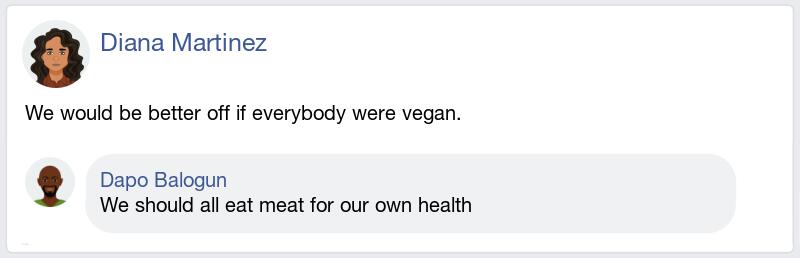 Diana Martinez
We would be better off if everybody were vegan.
Dapo Balogun
We should all eat meat for our own health